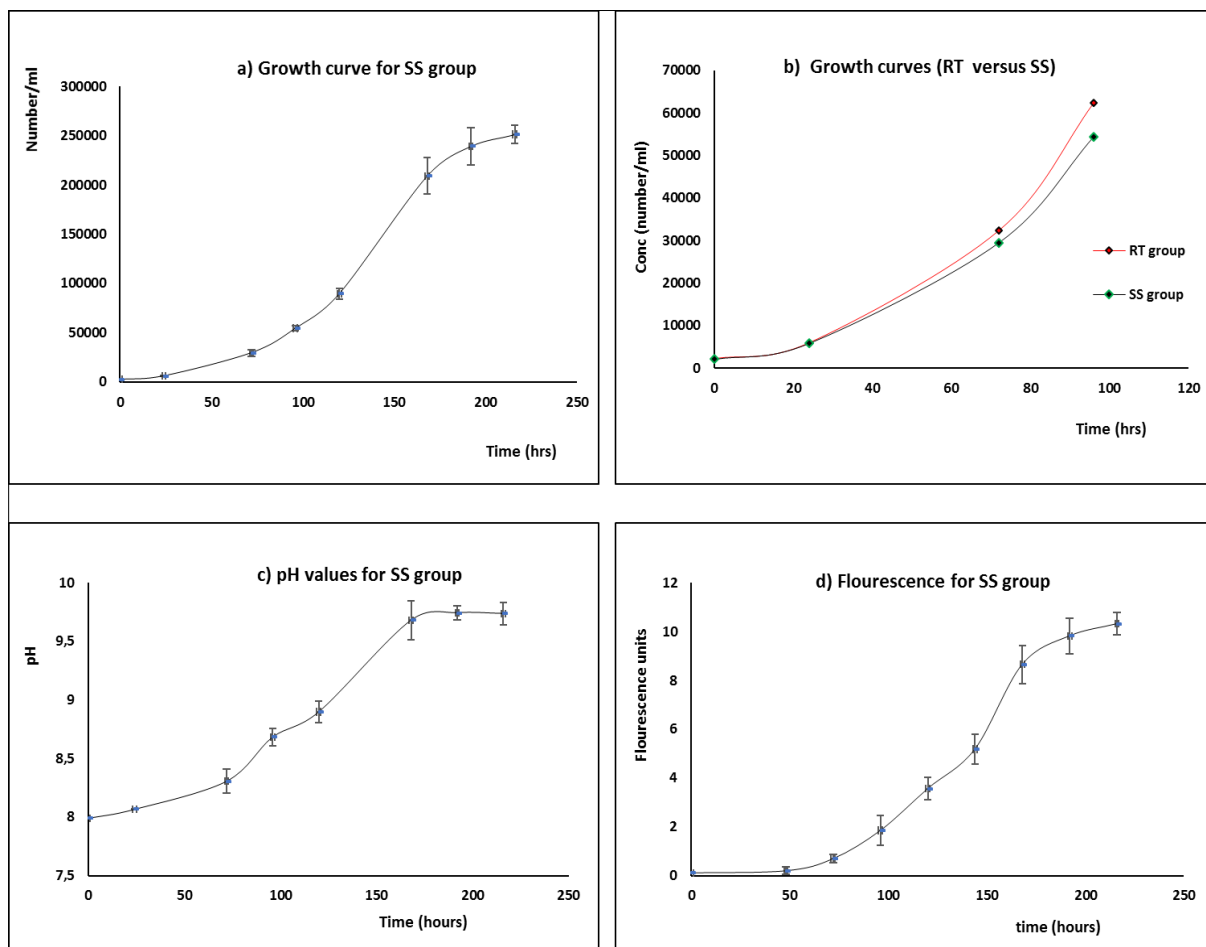 a) Growth curve for SS group
Number/ml
300000
250000
200000
150000
100000
50000
0
0 50 100 150 200 250
Time (hrs)
b) Growth curves (RT versus SS)
Conc (number/ml)
70000
60000
50000
40000
30000
20000
10000
0
0 20 40 60 80 100 120
Time (hrs)
RT group
SS group
c) pH values for SS group
pH
10
9,5
9
8,5
8
7,5
0 50 100 150 200 250
Time (hours)
d) Flourescence for SS group
Flourescence units
12
10
8
6
4
2
0
0 50 100 150 200 250
time (hours)